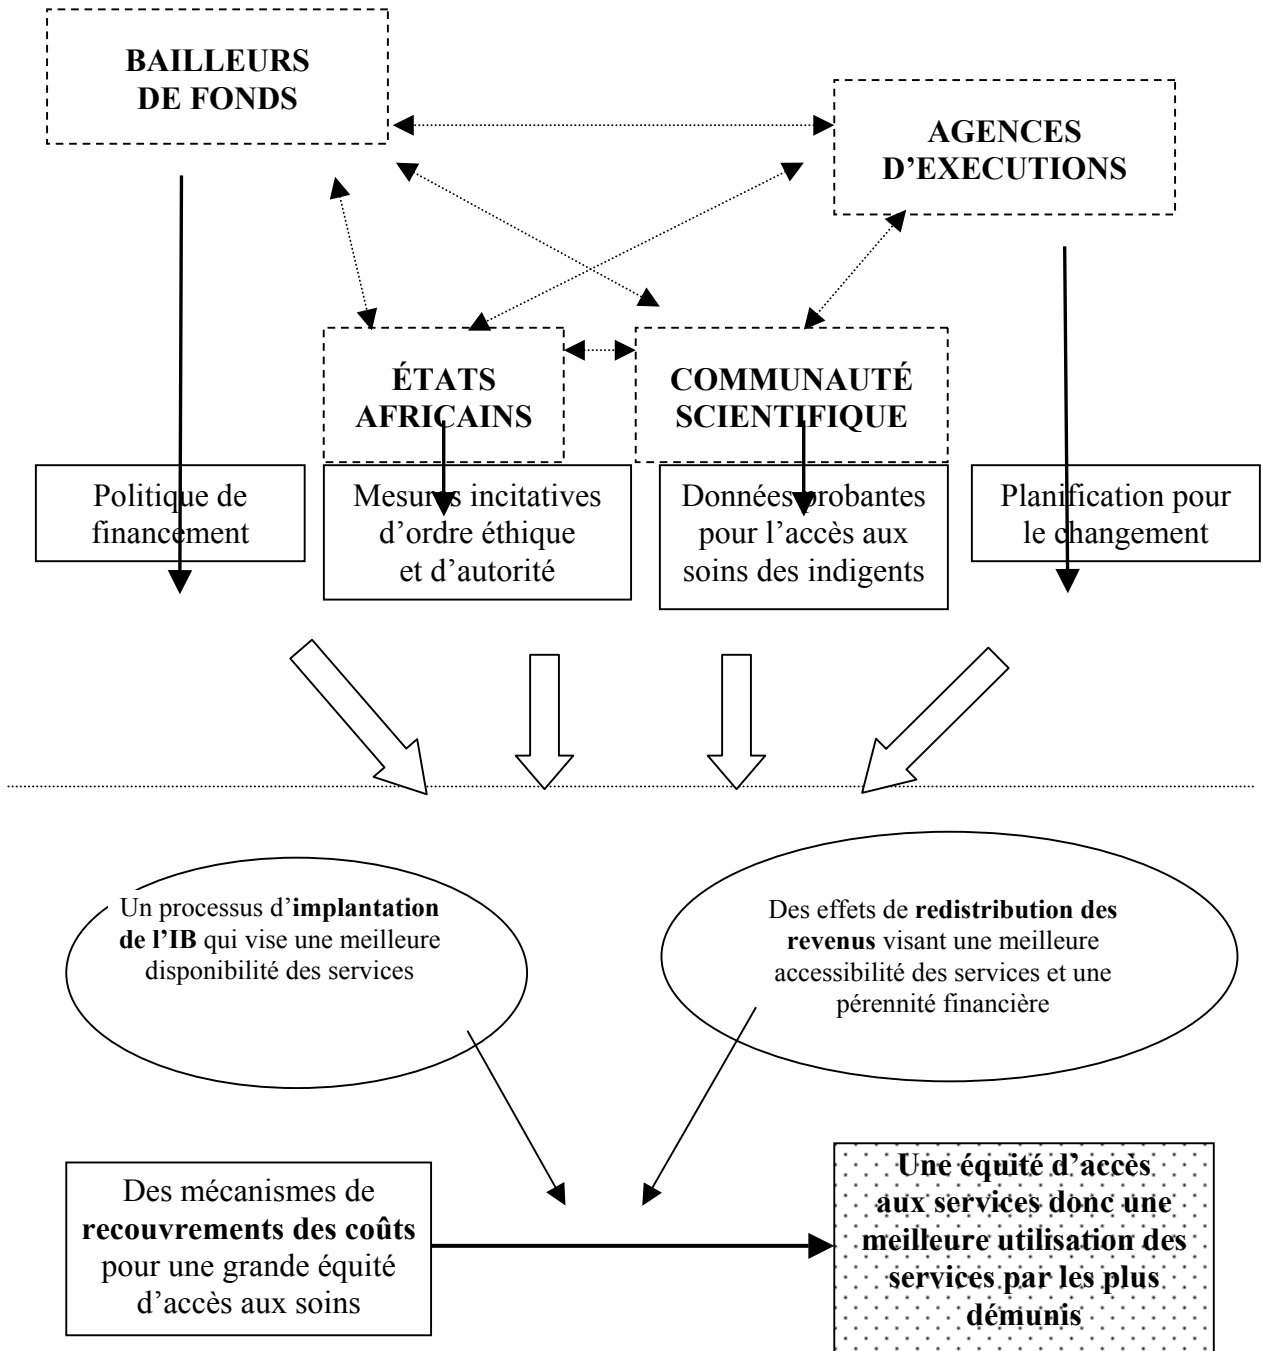 BAILLEURS
DE FONDS
AGENCES
D’EXECUTIONS
ÉTATS
AFRICAINS
COMMUNAUTÉ
SCIENTIFIQUE
Politique de
financement
Mesures incitatives
d’ordre éthique
et d’autorité
Données probantes
pour l’accès aux
soins des indigents
Planification pour
le changement
Un processus d’implantation
de l’IB qui vise une meilleure
disponibilité des services
Des effets de redistribution des
revenus visant une meilleure
accessibilité des services et une
pérennité financière
Des mécanismes de
recouvrements des coûts
pour une grande équité
d’accès aux soins
Une équité d’accès
aux services donc une
meilleure utilisation des
services par les plus
démunis